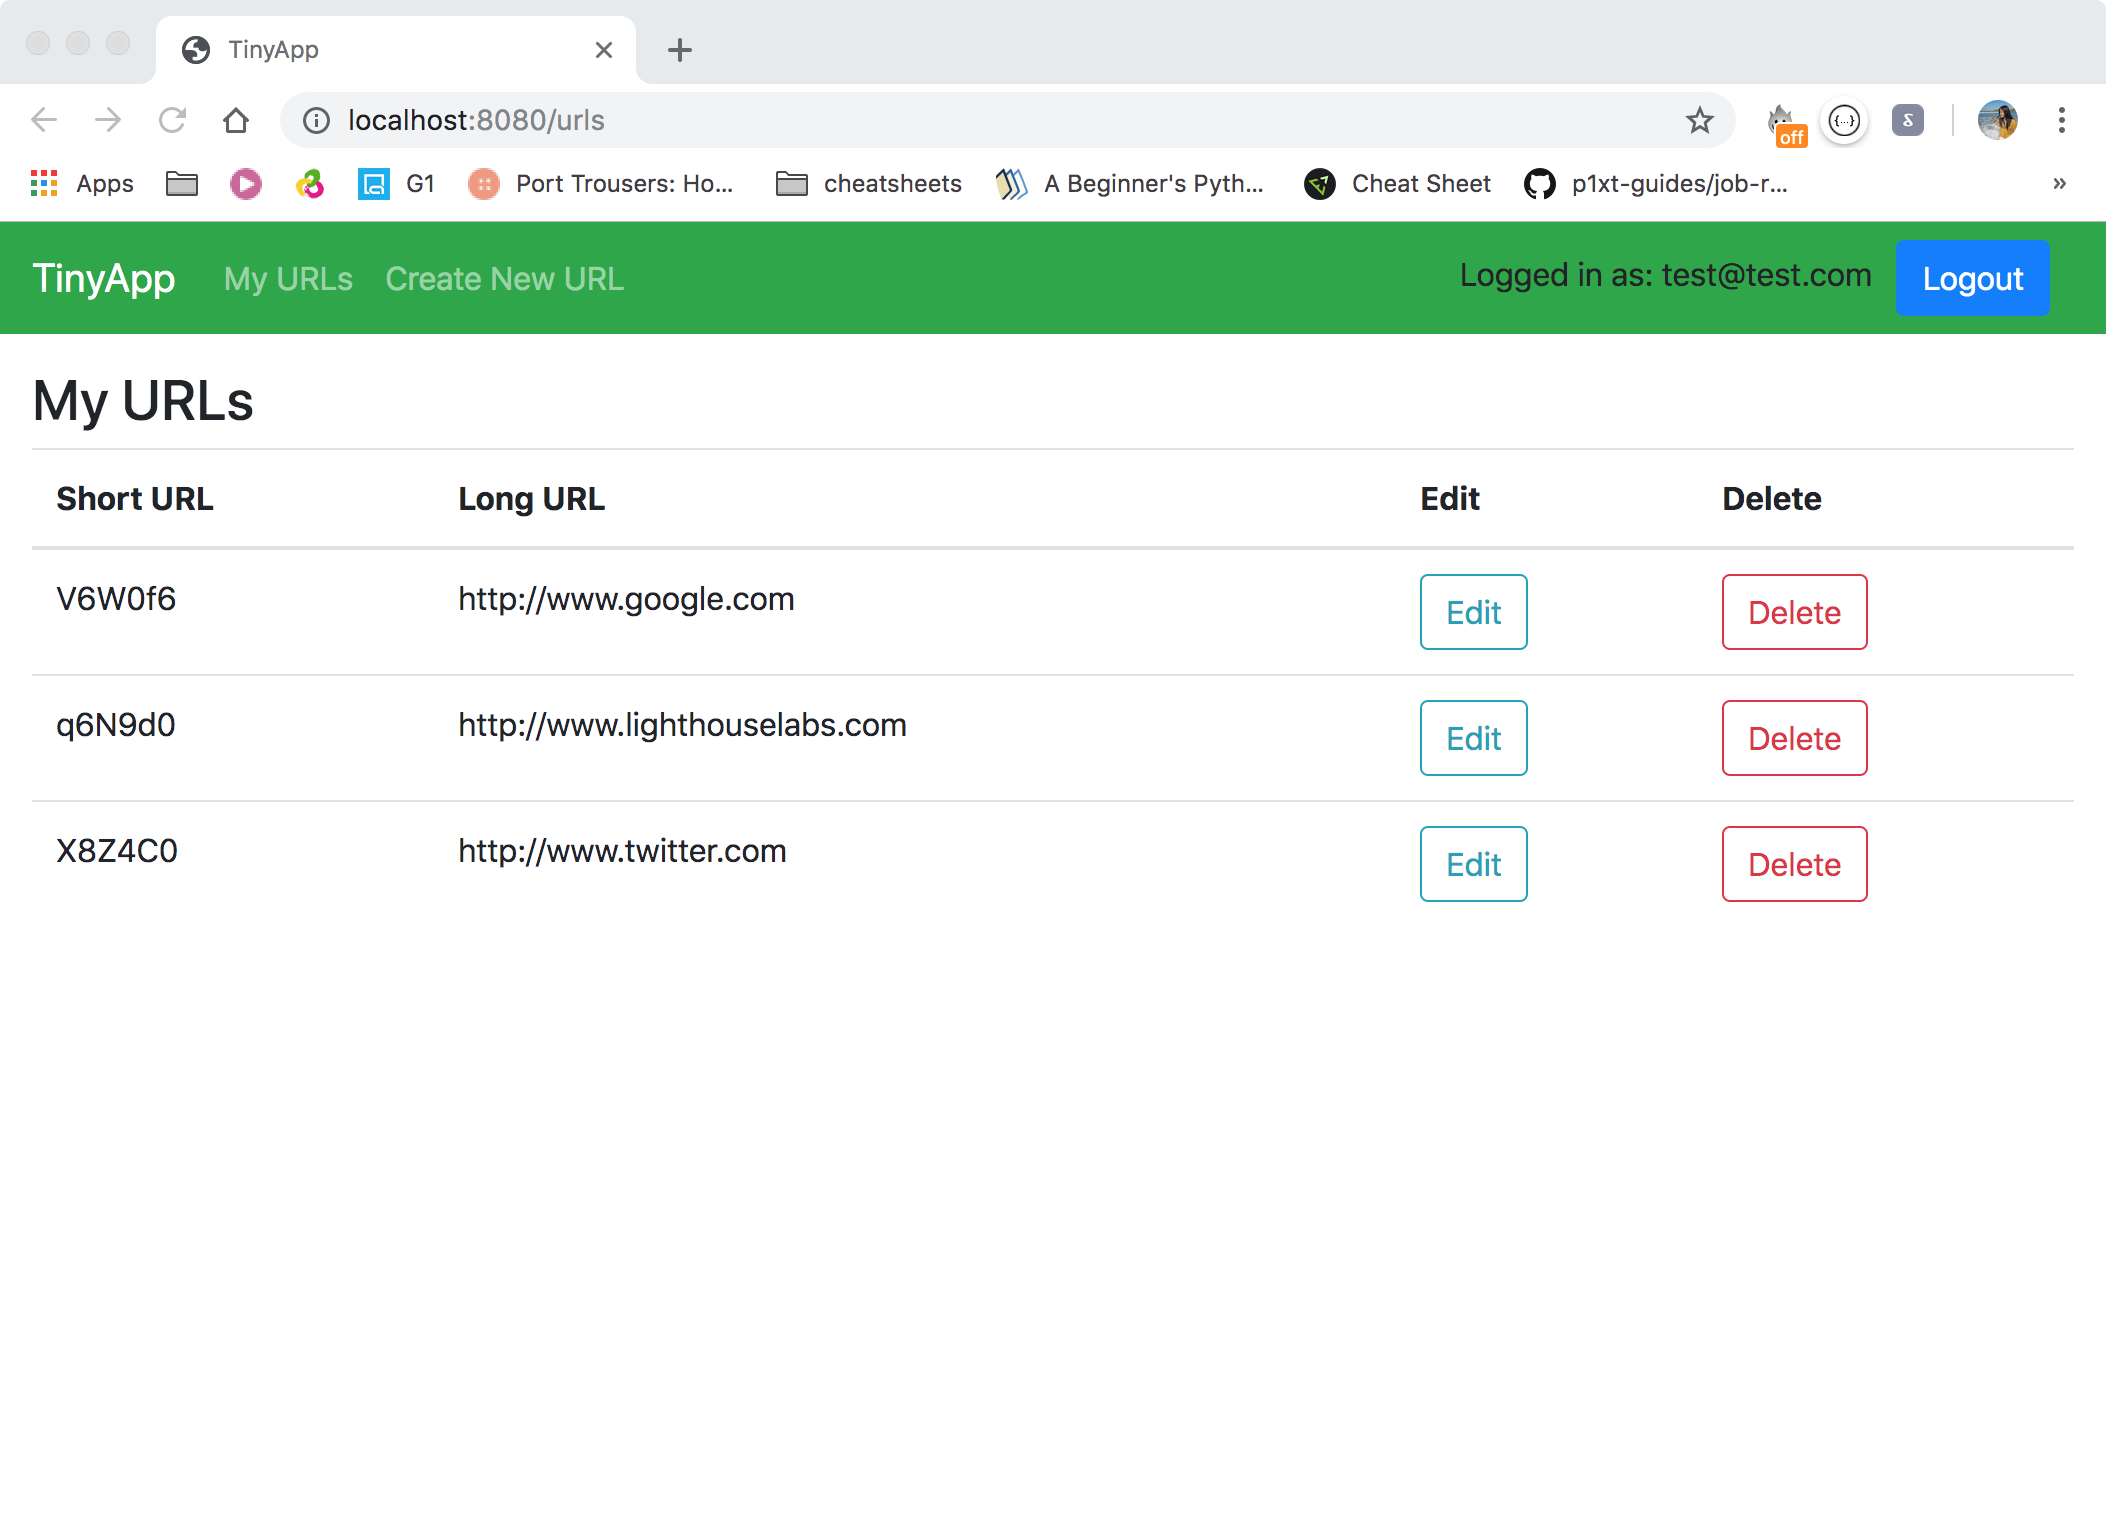 TinyApp
localhost:8080/urls
off
Apps G1 Port Trousers: Ho... cheatsheets A Beginner's Pyth... Cheat Sheet p1xt-guides/job-r... »
TinyApp My URLs Create New URL Logged in as: test@test.com Logout
My URLs
Short URL Long URL Edit Delete
V6W0f6 http://www.google.com Edit Delete
q6N9d0 http://www.lighthouselabs.com Edit Delete
X8Z4C0 http://www.twitter.com Edit Delete